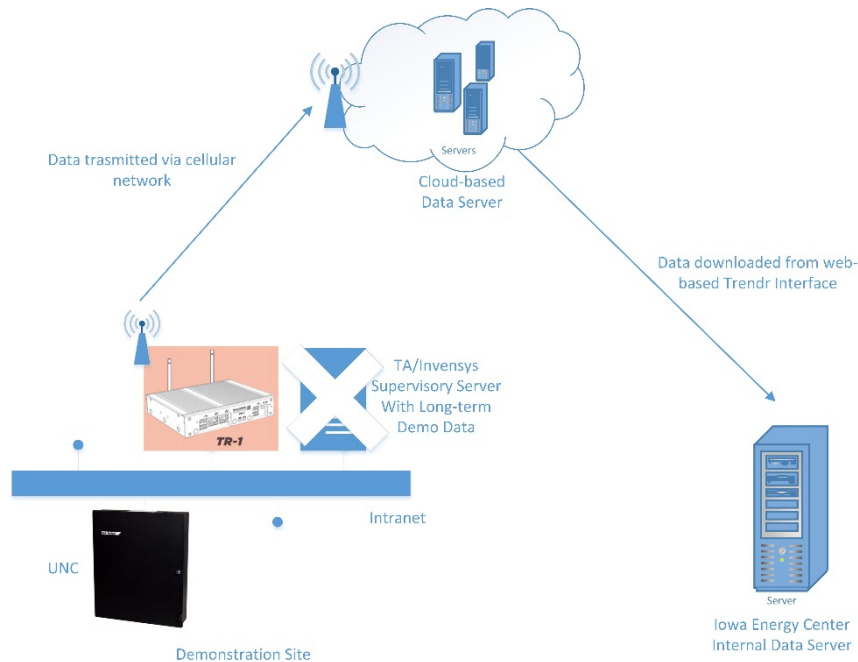 Servers
Cloud-based
Data Server
Data trasmitted via cellular
network
Data downloaded from web-
based Trendr Interface
TA/Invensys
Supervisory Server
With Long-term
Demo Data
TR-1
Intranet
UNC
Demonstration Site
Server
Iowa Energy Center
Internal Data Server